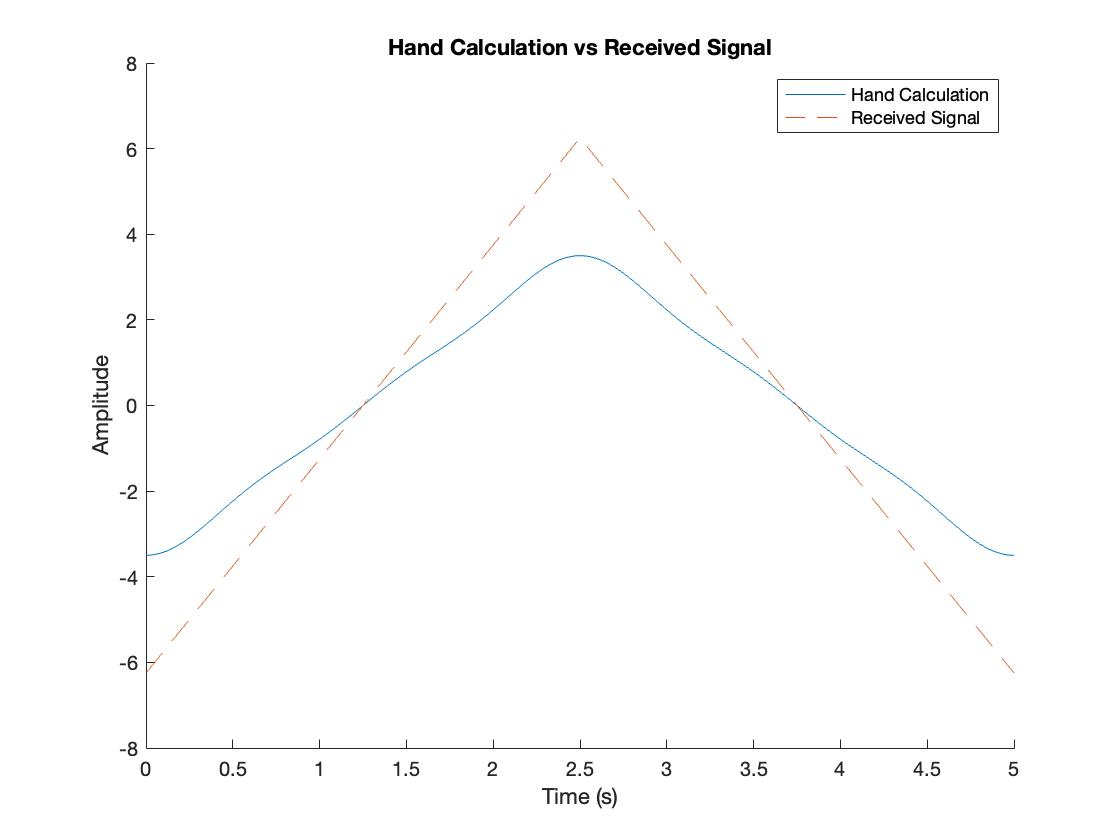 Hand Calculation vs Received Signal
Hand Calculation
Received Signal
8
6
4
2
0
-2
-4
-6
-8
Amplitude
0 0.5 1 1.5 2 2.5 3 3.5 4 4.5 5
Time (s)